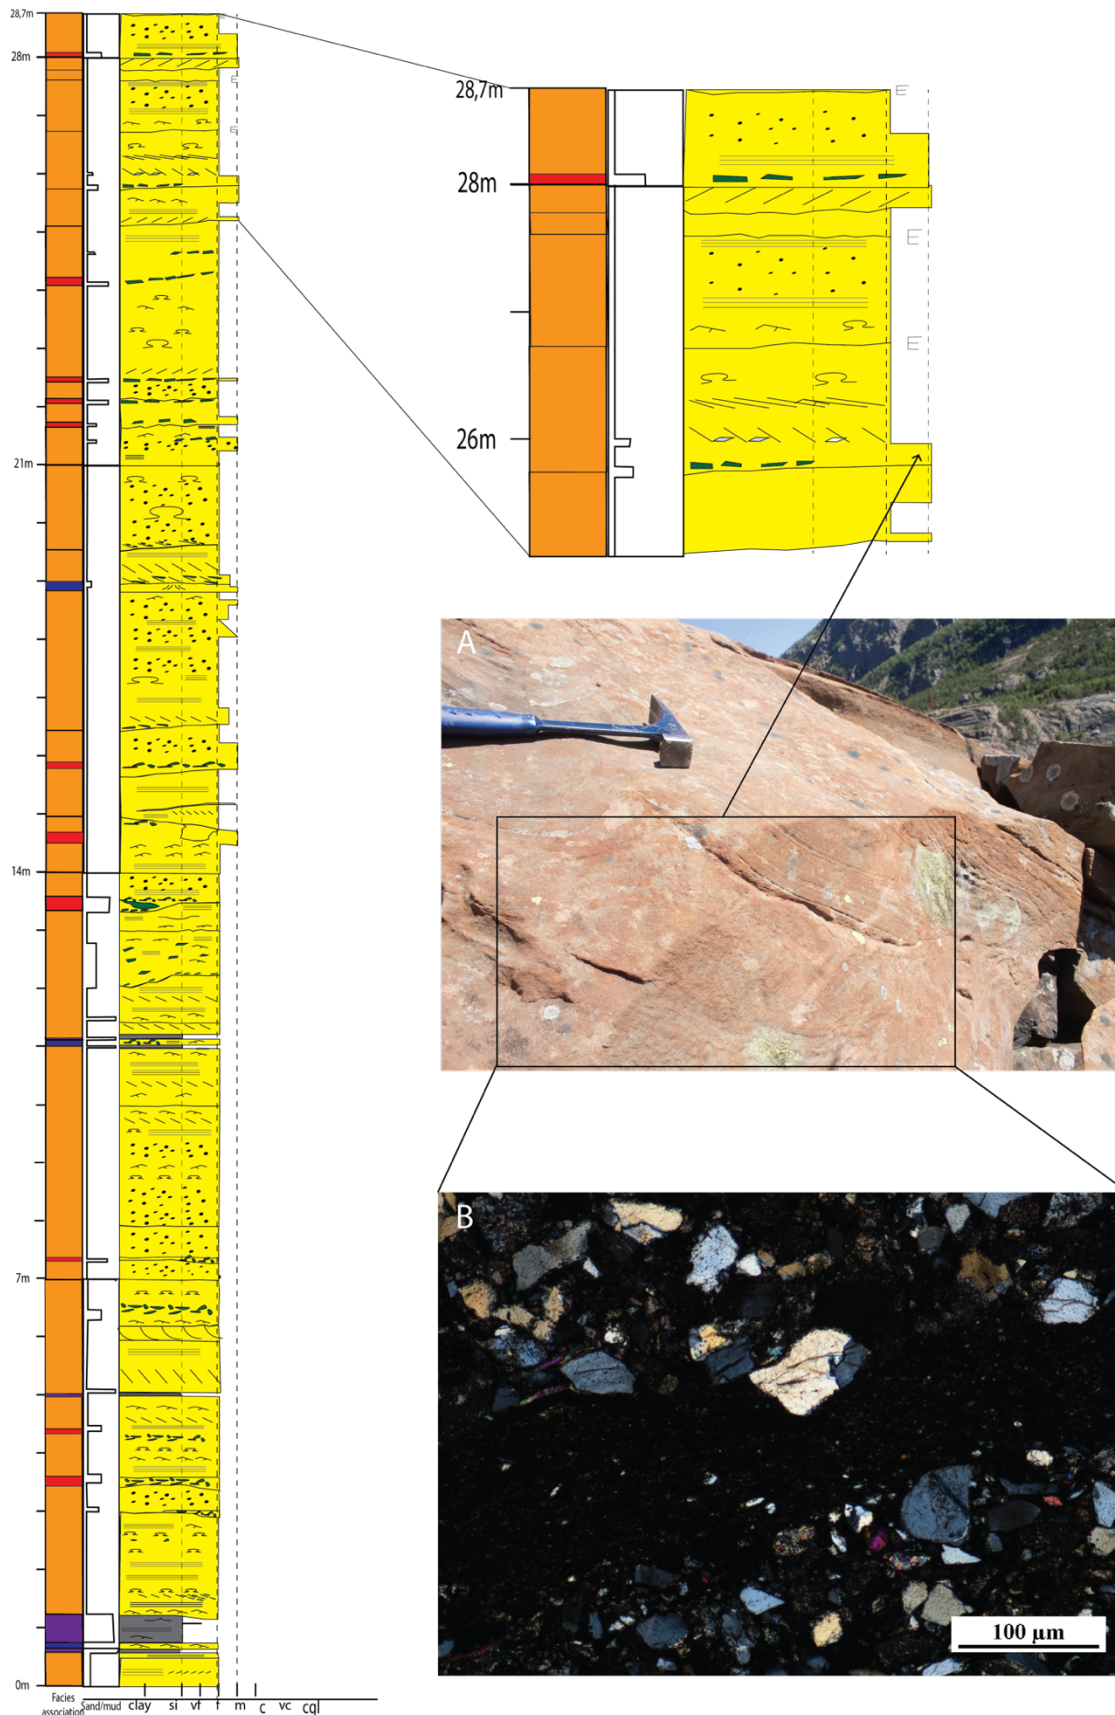 28,7m
28m
21m
14m
7m
0m
Facies
association
Sand/mud
clay
si
vf
f
m
c
vc
cgl
28,7m
28m
26m
E
E
E
E
E
A
B
100 µm